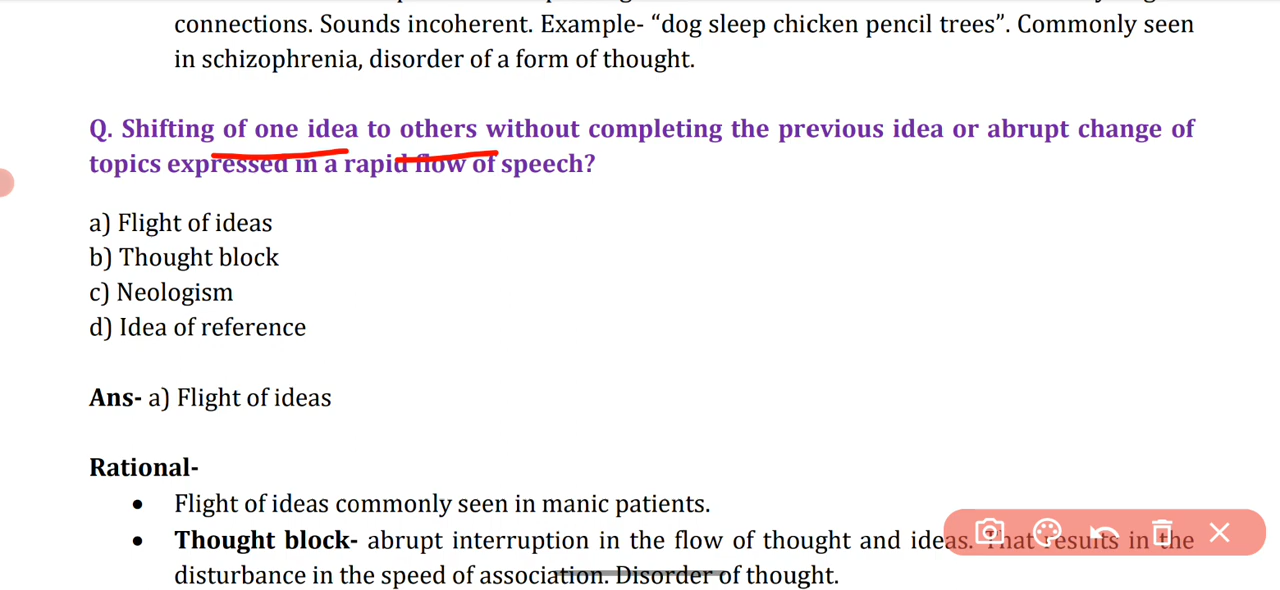 connections. Sounds incoherent. Example- “dog sleep chicken pencil trees”. Commonly seen
in schizophrenia, disorder of a form of thought.
Q. Shifting of one idea to others without completing the previous idea or abrupt change of
topics expressed in a rapid flow of speech?
a) Flight of ideas
b) Thought block
c) Neologism
d) Idea of reference
Ans- a) Flight of ideas
Rational-
• Flight of ideas commonly seen in manic patients.
• Thought block- abrupt interruption in the flow of thought and ideas. That results in the
disturbance in the speed of association. Disorder of thought.